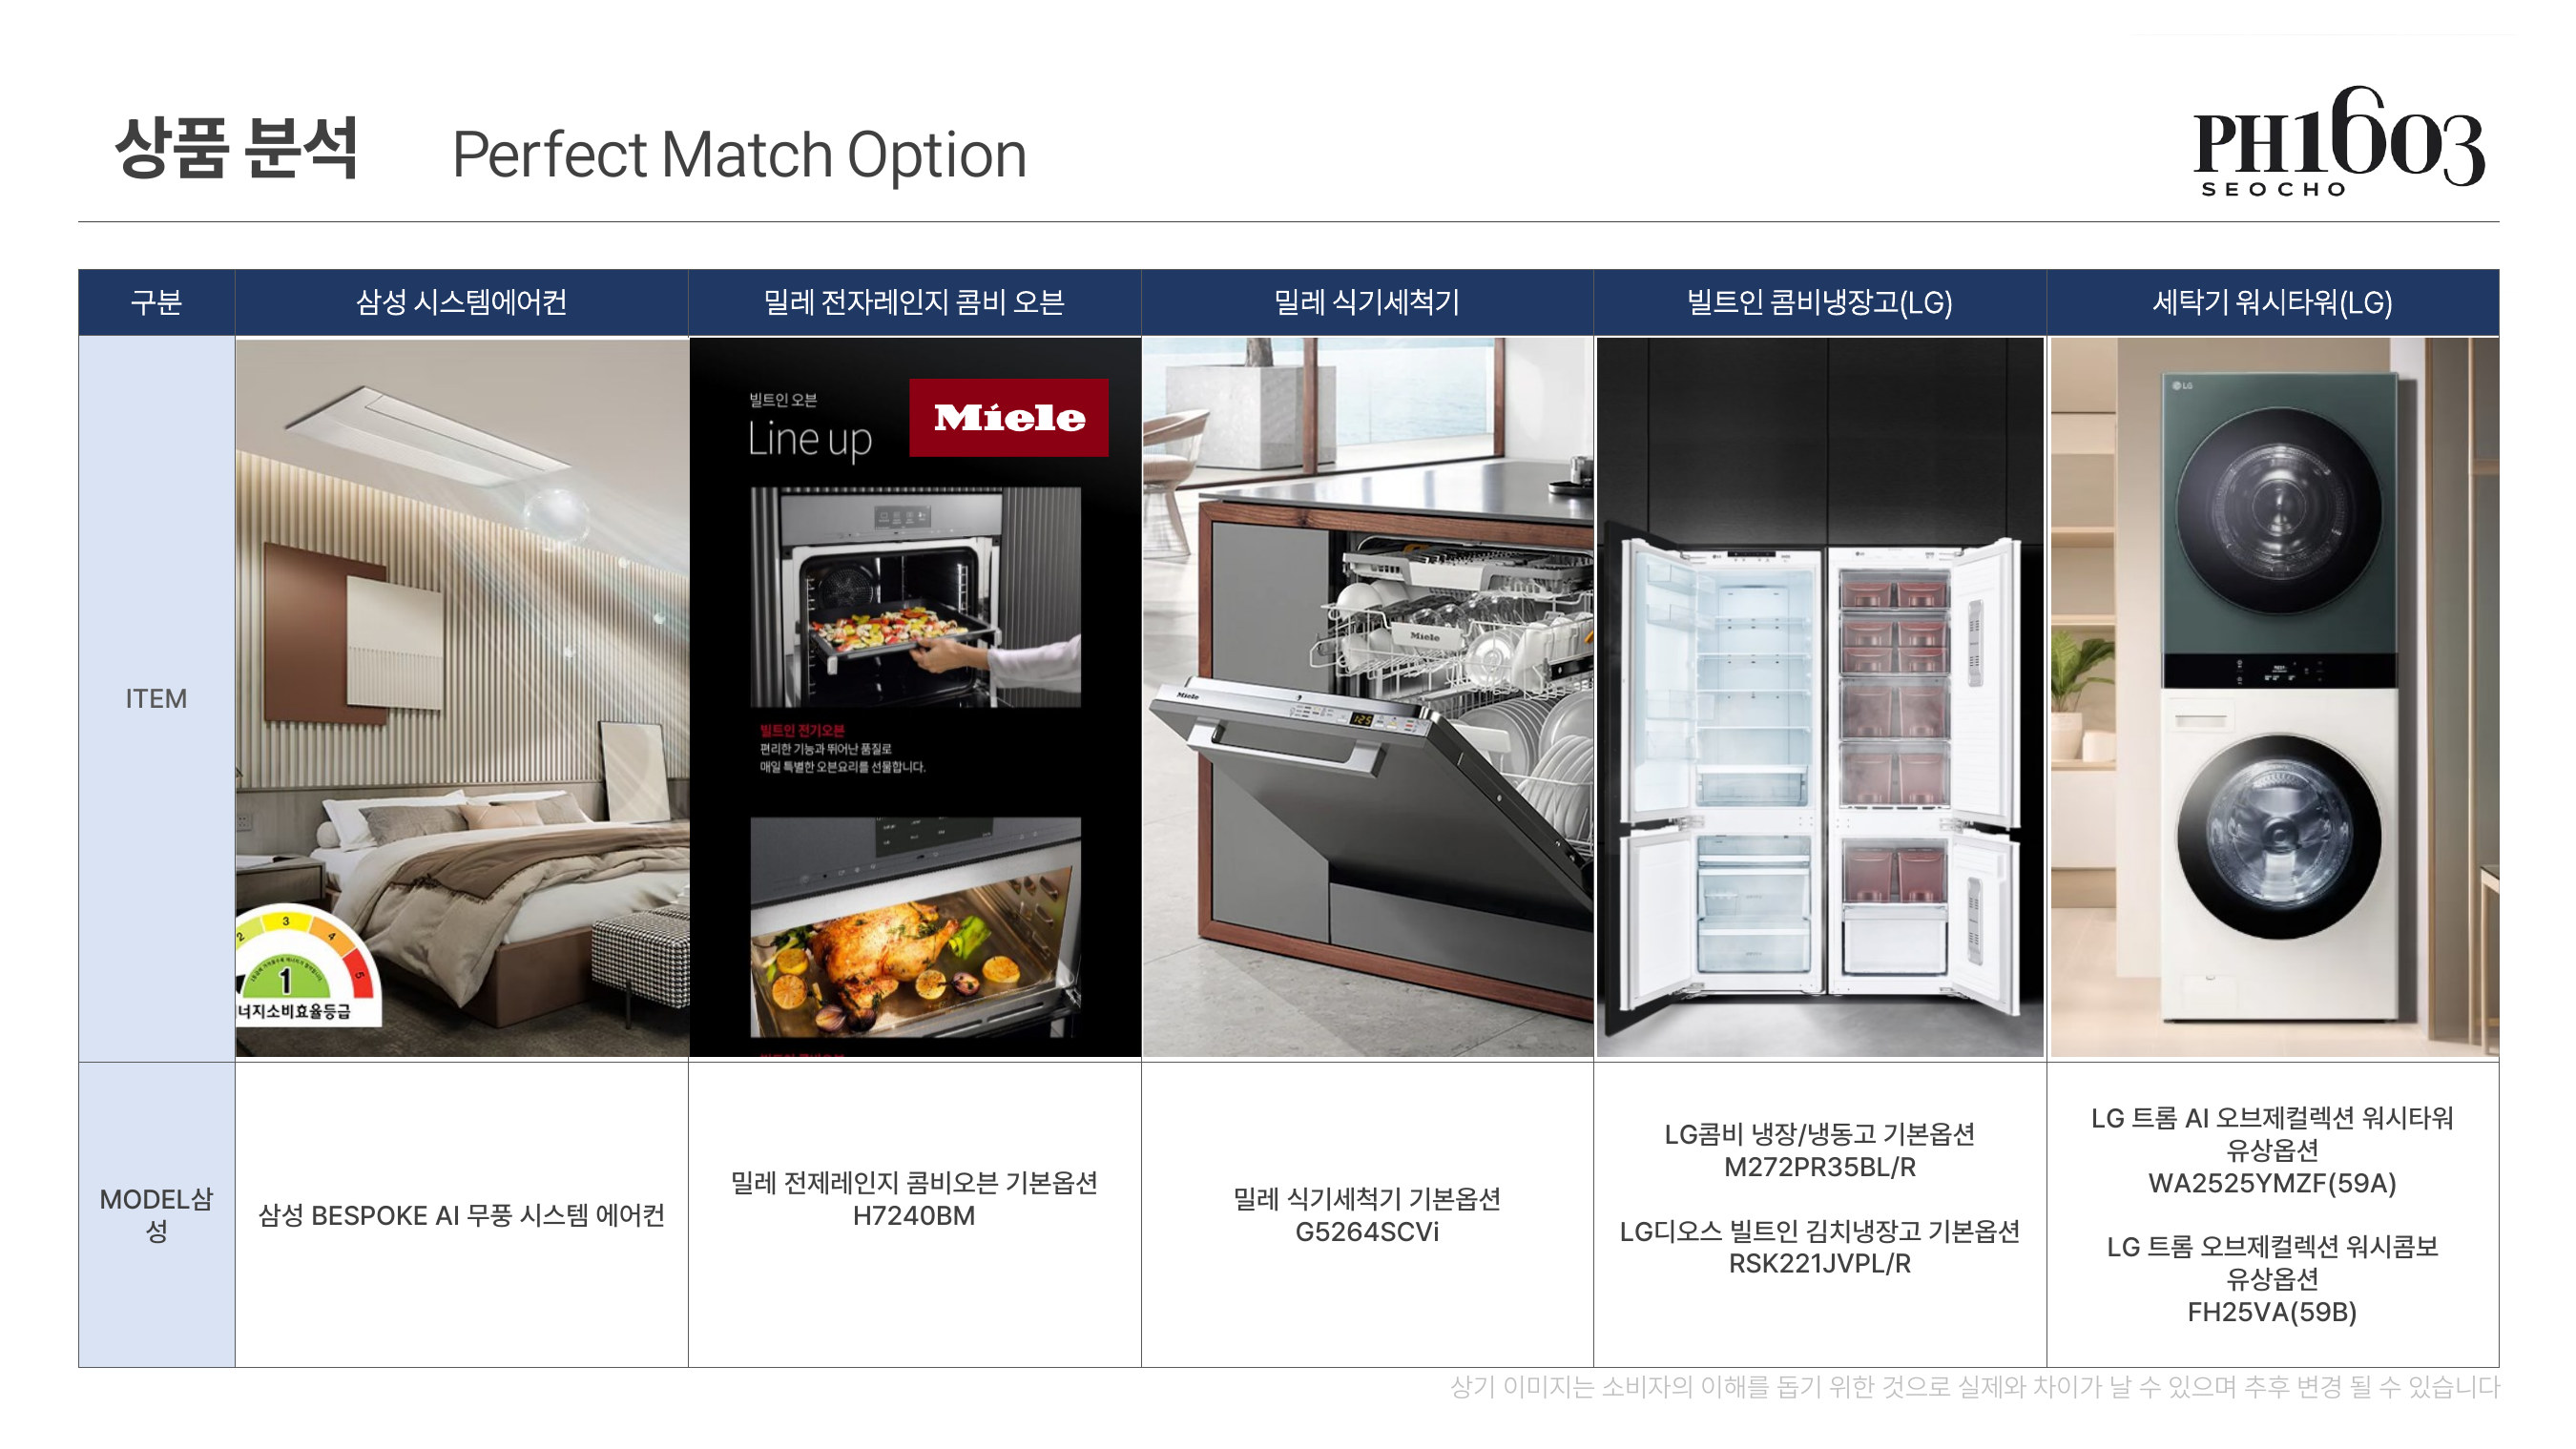 상품 분석
Perfect Match Option
PH1603
SEOCHO
구분
삼성 시스템에어컨
밀레 전자레인지 콤비 오븐
밀레 식기세척기
빌트인 콤비냉장고(LG)
세탁기 워시타워(LG)
ITEM
2
3
4
5
1
너지소비효율등급
빌트인 오븐
Line up
Miele
빌트인 전기오븐
편리한 기능과 뛰어난 품질로
매일 특별한 오븐요리를 선물합니다.
Miele
Miele
125
LG
MODEL삼
성
삼성 BESPOKE AI 무풍 시스템 에어컨
밀레 전제레인지 콤비오븐 기본옵션
H7240BM
밀레 식기세척기 기본옵션
G5264SCVi
LG콤비 냉장/냉동고 기본옵션
M272PR35BL/R
LG디오스 빌트인 김치냉장고 기본옵션
RSK221JVPL/R
LG 트롬 AI 오브제컬렉션 워시타워
유상옵션
WA2525YMZF(59A)
LG 트롬 오브제컬렉션 워시콤보
유상옵션
FH25VA(59B)
상기 이미지는 소비자의 이해를 돕기 위한 것으로 실제와 차이가 날 수 있으며 추후 변경 될 수 있습니다